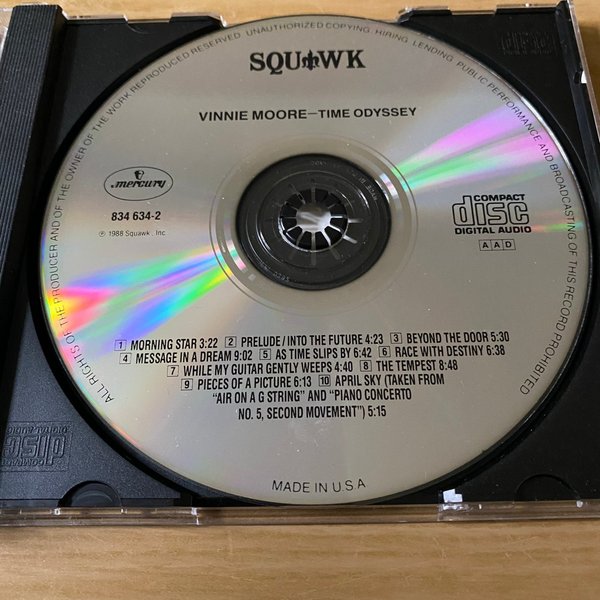 SQUAWK
VINNIE MOORE—TIME ODYSSEY
mercury
834 634-2
℗ 1988 Squawk, Inc
COMPACT
disc
DIGITAL AUDIO
AAD
1 MORNING STAR 3:22 2 PRELUDE/INTO THE FUTURE 4:23 3 BEYOND THE DOOR 5:30
4 MESSAGE IN A DREAM 9:02 5 AS TIME SLIPS BY 6:42 6 RACE WITH DESTINY 6:38
7 WHILE MY GUITAR GENTLY WEEPS 4:40 8 THE TEMPEST 8:48
9 PIECES OF A PICTURE 6:13 10 APRIL SKY (TAKEN FROM
"AIR ON A G STRING" AND "PIANO CONCERTO
NO. 5, SECOND MOVEMENT") 5:15
MADE IN U.S.A
ALL RIGHTS OF THE PRODUCER AND OF THE OWNER OF THE WORK REPRODUCED RESERVED. UNAUTHORIZED COPYING, HIRING, LENDING, PUBLIC PERFORMANCE AND BROADCASTING OF THIS RECORD PROHIBITED
COMPACT
disc
DIGITAL AUDIO
disc